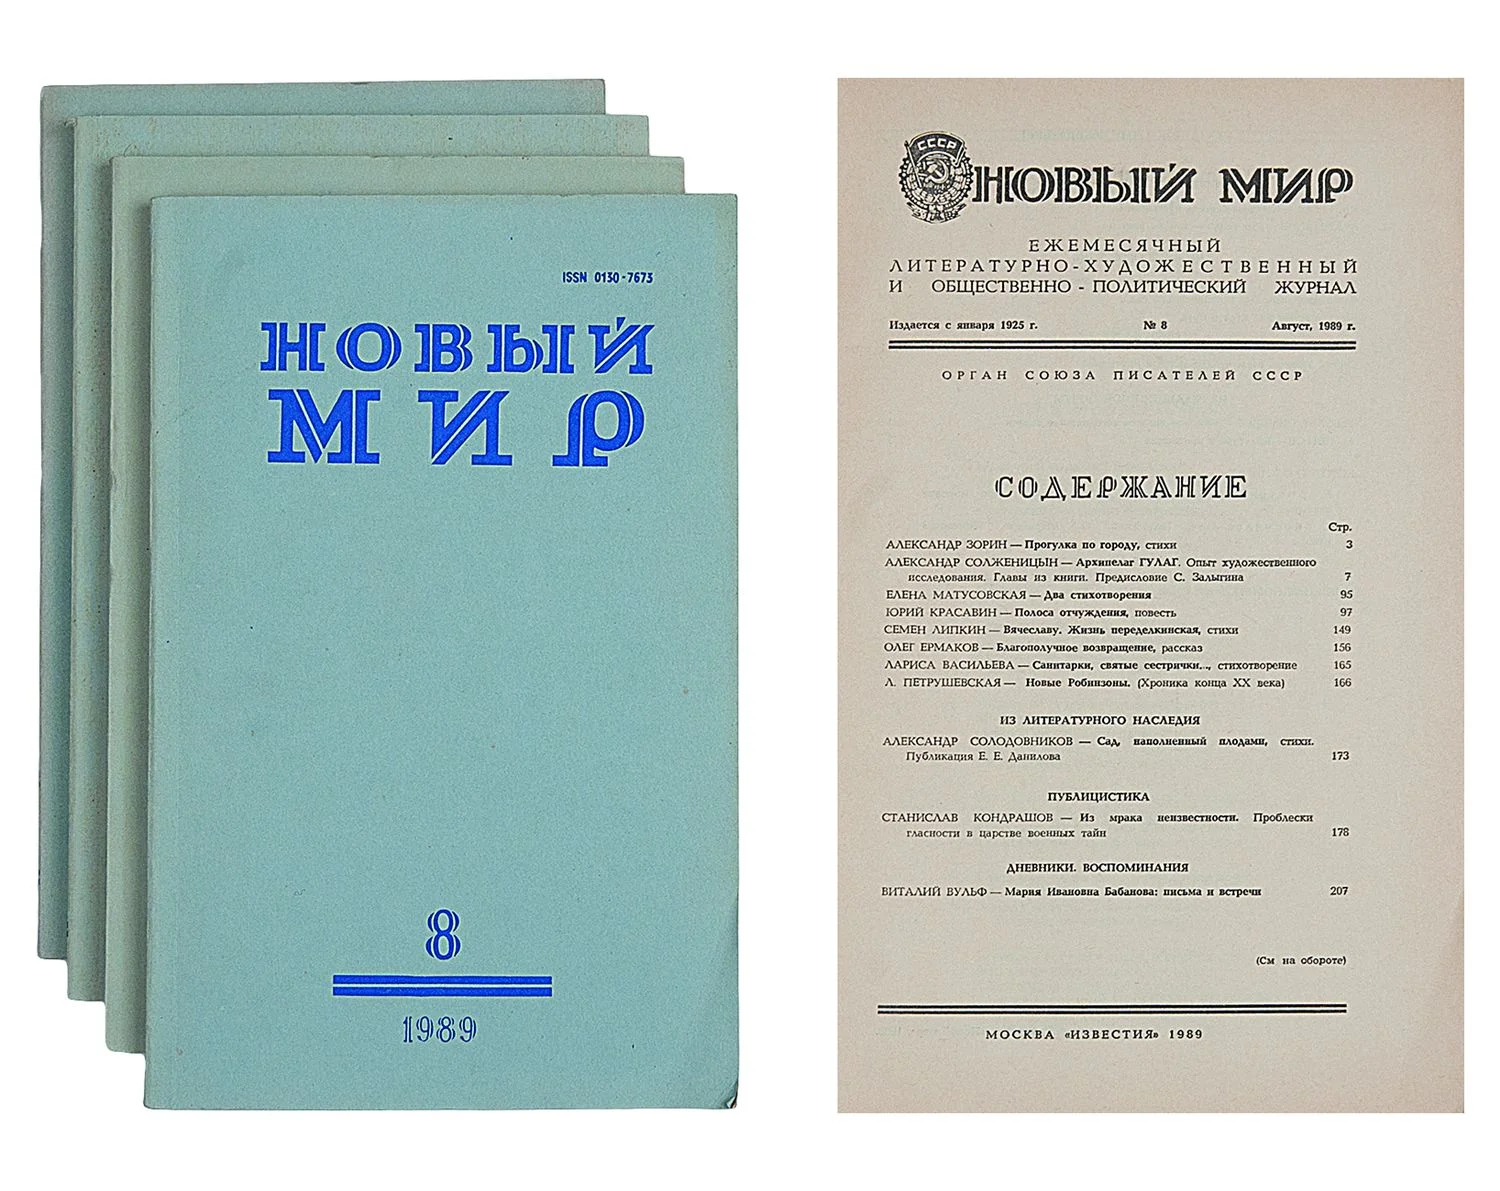 ISSN 0130-7673
НОВЫЙ
МИР
8
1989
СССР
НОВЫЙ МИР
ЕЖЕМЕСЯЧНЫЙ
ЛИТЕРАТУРНО-ХУДОЖЕСТВЕННЫЙ
И ОБЩЕСТВЕННО - ПОЛИТИЧЕСКИЙ ЖУРНАЛ
Издается с января 1925 г. № 8 Август, 1989 г.
ОРГАН СОЮЗА ПИСАТЕЛЕЙ СССР
СОДЕРЖАНИЕ
Стр.
АЛЕКСАНДР ЗОРИН — Прогулка по городу, стихи 3
АЛЕКСАНДР СОЛЖЕНИЦЫН — Архипелаг ГУЛАГ. Опыт художественного
исследования. Главы из книги. Предисловие С. Залыгина 7
ЕЛЕНА МАТУСОВСКАЯ — Два стихотворения 95
ЮРИЙ КРАСАВИН — Полоса отчуждения, повесть 97
СЕМЕН ЛИПКИН — Вячеславу. Жизнь переделкинская, стихи 149
ОЛЕГ ЕРМАКОВ — Благополучное возвращение, рассказ 156
ЛАРИСА ВАСИЛЬЕВА — Санитарки, святые сестрички..., стихотворение 165
Л. ПЕТРУШЕВСКАЯ — Новые Робинзоны. (Хроника конца XX века) 166
ИЗ ЛИТЕРАТУРНОГО НАСЛЕДИЯ
АЛЕКСАНДР СОЛОДОВНИКОВ — Сад, наполненный плодами, стихи.
Публикация Е. Е. Данилова 173
ПУБЛИЦИСТИКА
СТАНИСЛАВ КОНДРАШОВ — Из мрака неизвестности. Проблески
гласности в царстве военных тайн 178
ДНЕВНИКИ. ВОСПОМИНАНИЯ
ВИТАЛИЙ ВУЛЬФ — Мария Ивановна Бабанова: письма и встречи 207
(См на обороте)
МОСКВА «ИЗВЕСТИЯ» 1989